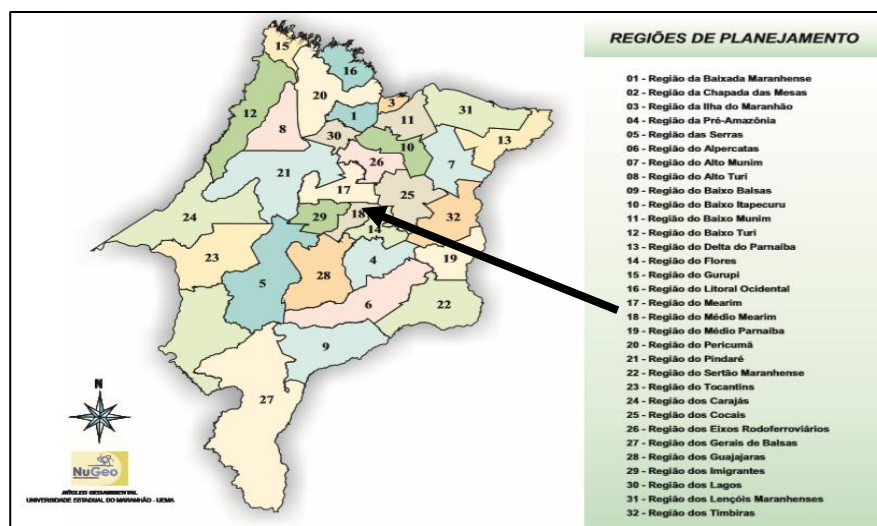 REGIÕES DE PLANEJAMENTO
01 - Região da Baixada Maranhense
02 - Região da Chapada das Mesas
03 - Região da Ilha do Maranhão
04 - Região da Pré-Amazônia
05 - Região das Serras
06 - Região do Alpercatas
07 - Região do Alto Munim
08 - Região do Alto Turi
09 - Região do Baixo Balsas
10 - Região do Baixo Itapecuru
11 - Região do Baixo Munim
12 - Região do Baixo Turi
13 - Região do Delta do Parnaíba
14 - Região do Flores
15 - Região do Gurupi
16 - Região do Litoral Ocidental
17 - Região do Mearim
18 - Região do Médio Mearim
19 - Região do Médio Parnaíba
20 - Região do Pericumã
21 - Região do Pindaré
22 - Região do Sertão Maranhense
23 - Região do Tocantins
24 - Região dos Carajás
25 - Região dos Cocais
26 - Região dos Eixos Rodoferroviários
27 - Região dos Gerais de Balsas
28 - Região dos Guajajaras
29 - Região dos Imigrantes
30 - Região dos Lagos
31 - Região dos Lençóis Maranhenses
32 - Região dos Timbiras
15
16
20
3
31
12
1
11
8
30
13
10
7
26
21
17
25
24
29
18
32
14
23
4
19
5
28
6
22
9
27
N
NuGeo
NÚCLEO GEOAMBIENTAL
UNIVERSIDADE ESTADUAL DO MARANHÃO - UEMA